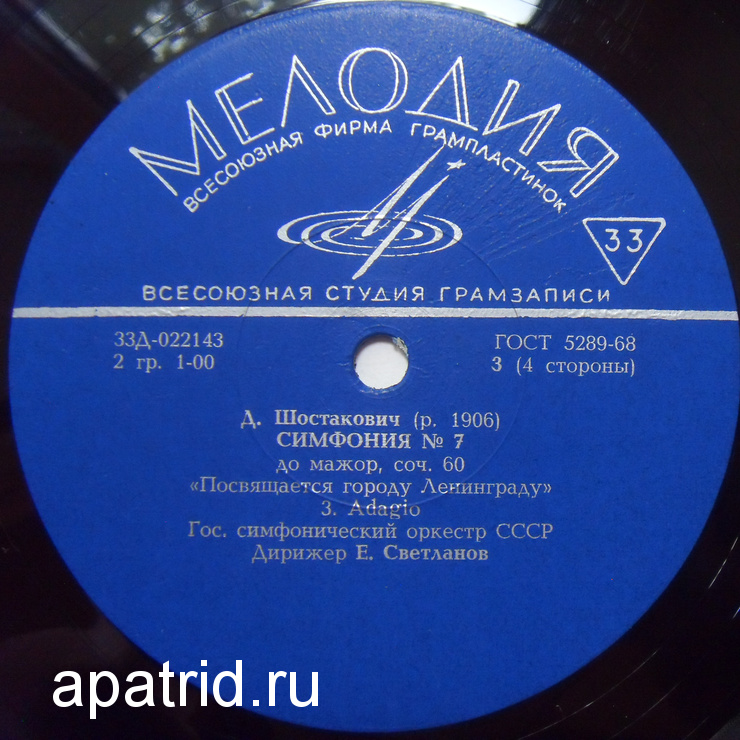 МЕЛОДИЯ
ВСЕСОЮЗНАЯ ФИРМА ГРАМПЛАСТИНОК
33
ВСЕСОЮЗНАЯ СТУДИЯ ГРАМЗАПИСИ
33Д-022143 ГОСТ 5289-68
2 гр. 1-00 3 (4 стороны)
Д. Шостакович (р. 1906)
СИМФОНИЯ № 7
до мажор, соч. 60
«Посвящается городу Ленинграду»
3. Adagio
Гос. симфонический оркестр СССР
Дирижер Е. Светланов
apatrid.ru